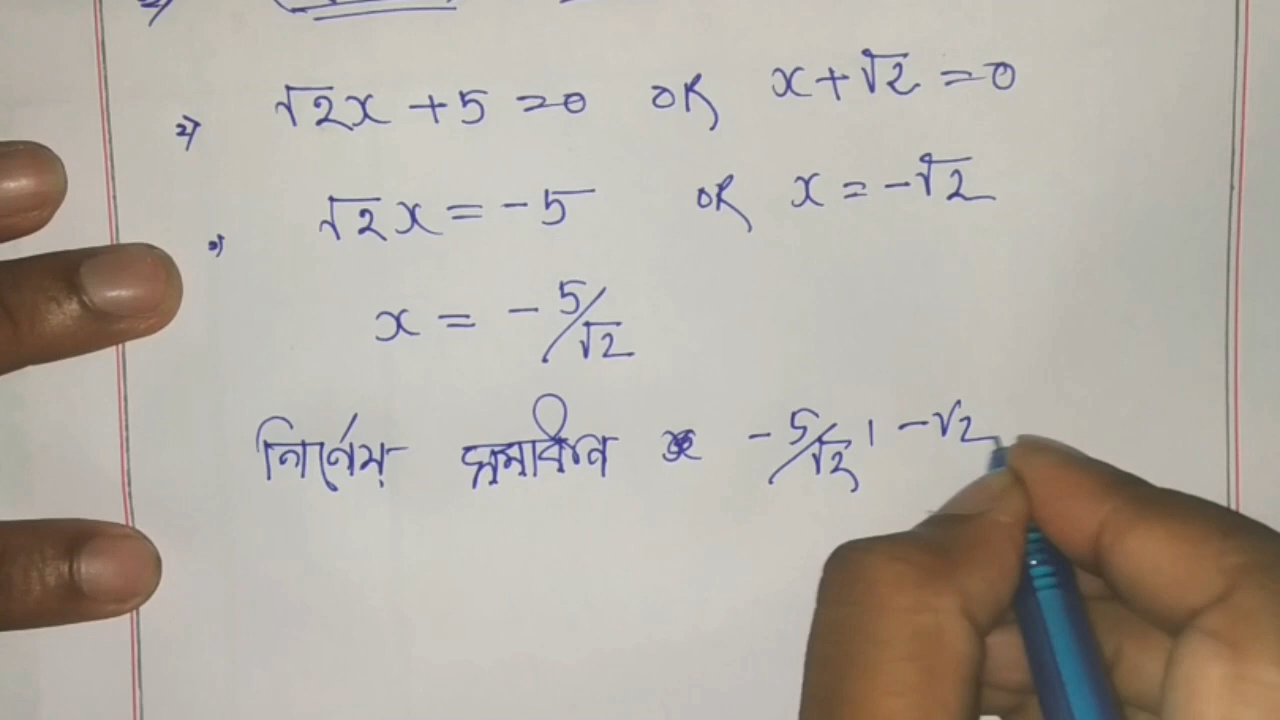 ⇒ √2x + 5 = 0 OR x + √2 = 0
⇒ √2x = -5 OR x = -√2
x = - 5/√2
নির্ণেয় সমাধান - 5/√2, -√2